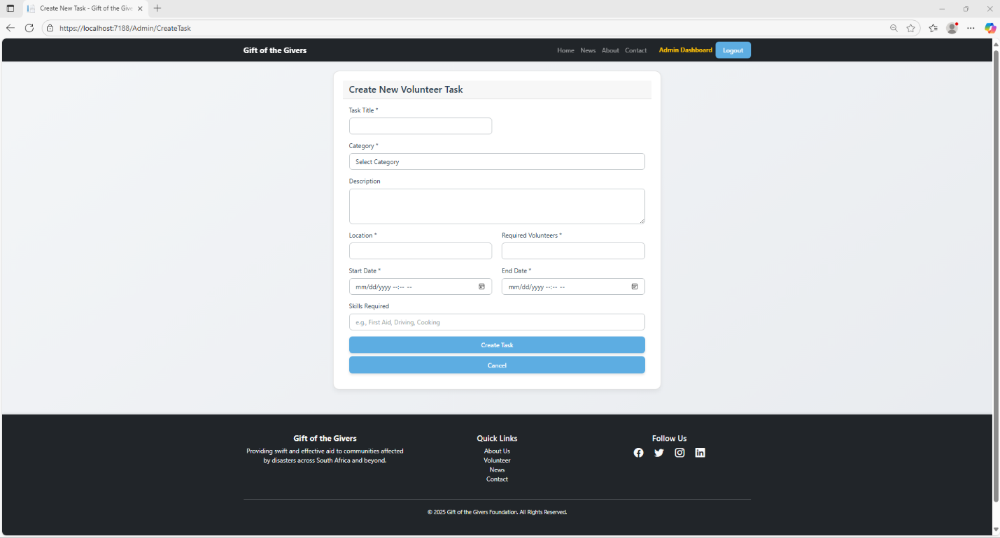 Create New Task - Gift of the Give
https://localhost:7188/Admin/CreateTask
Gift of the Givers
Home News About Contact Admin Dashboard Logout
Create New Volunteer Task
Task Title *
Category *
Select Category
Description
Location * Required Volunteers *
Start Date * End Date *
mm/dd/yyyy --:-- -- mm/dd/yyyy --:-- --
Skills Required
e.g., First Aid, Driving, Cooking
Create Task
Cancel
Gift of the Givers
Providing swift and effective aid to communities affected
by disasters across South Africa and beyond.
Quick Links
About Us
Volunteer
News
Contact
Follow Us
© 2025 Gift of the Givers Foundation. All Rights Reserved.